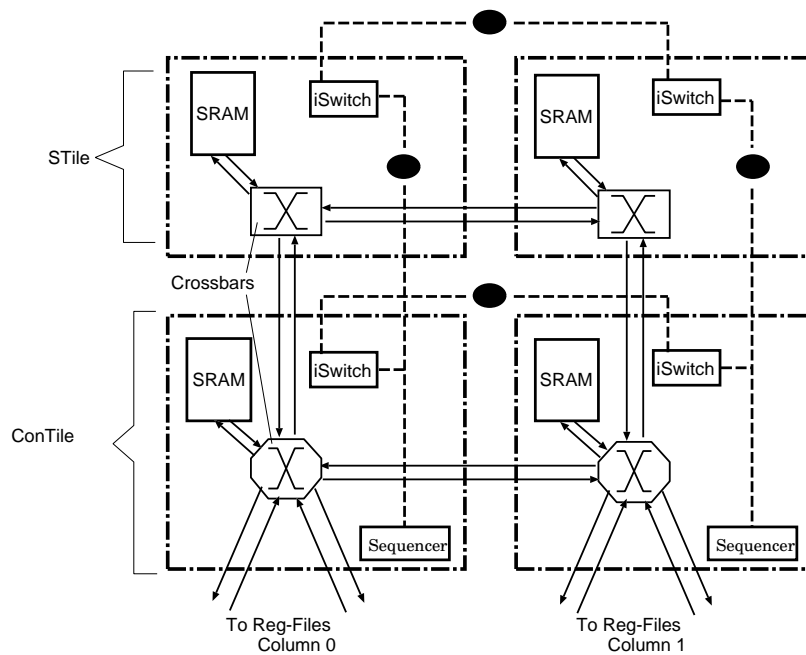 iSwitch
iSwitch
SRAM
SRAM
STile
Crossbars
SRAM
iSwitch
SRAM
iSwitch
ConTile
Sequencer
Sequencer
To Reg-Files
Column 0
To Reg-Files
Column 1